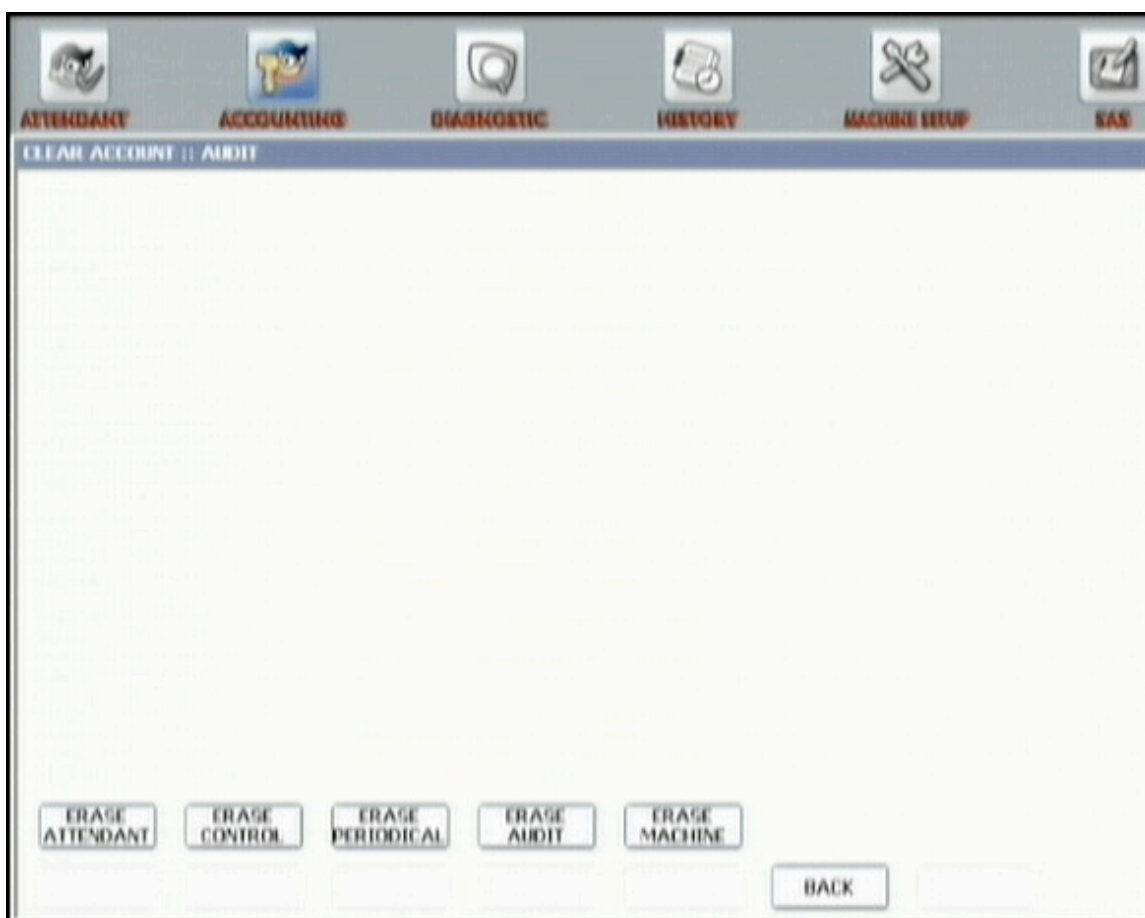 ATTENDANT ACCOUNTING DIAGNOSTIC HISTORY MACHINE SETUP SAS
CLEAR ACCOUNT :: AUDIT
ERASE ATTENDANT
ERASE CONTROL
ERASE PERIODICAL
ERASE AUDIT
ERASE MACHINE
BACK